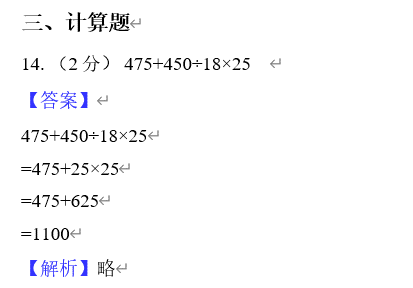 三、计算题↵
14. （2 分） 475+450÷18×25 ↵
【答案】↵
475+450÷18×25↵
=475+25×25↵
=475+625↵
=1100↵
【解析】略↵